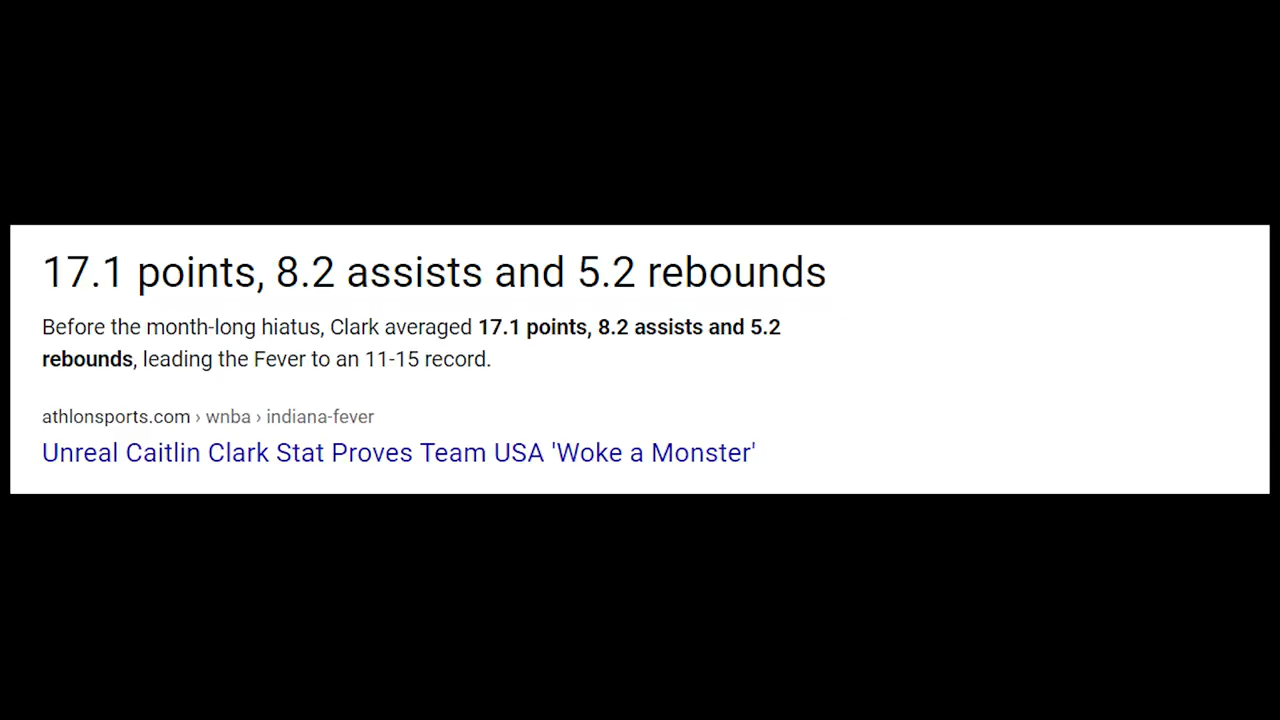 17.1 points, 8.2 assists and 5.2 rebounds
Before the month-long hiatus, Clark averaged 17.1 points, 8.2 assists and 5.2
rebounds, leading the Fever to an 11-15 record.
athlonsports.com › wnba › indiana-fever
Unreal Caitlin Clark Stat Proves Team USA 'Woke a Monster'